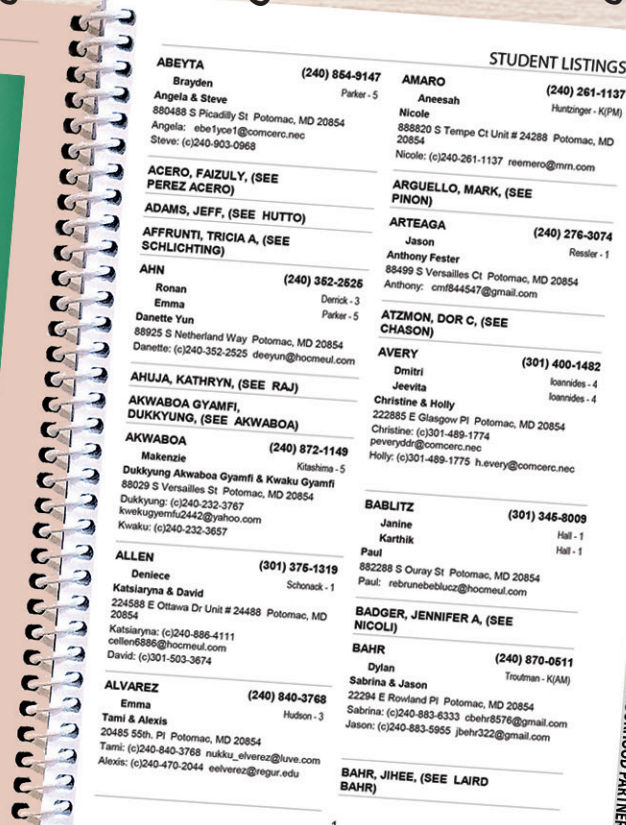 STUDENT LISTINGS
ABEYTA (240) 854-9147
Brayden Parker - 5
Angela & Steve
880488 S Picadilly St Potomac, MD 20854
Angela: ebe1yce1@comcerc.nec
Steve: (c)240-903-0968
ACERO, FAIZULY, (SEE
PEREZ ACERO)
ADAMS, JEFF, (SEE HUTTO)
AFFRUNTI, TRICIA A, (SEE
SCHLICHTING)
AHN (240) 352-2525
Ronan Derrick - 3
Emma Parker - 5
Danette Yun
88925 S Netherland Way Potomac, MD 20854
Danette: (c)240-352-2525 deeyun@hocmeul.com
AHUJA, KATHRYN, (SEE RAJ)
AKWABOA GYAMFI,
DUKKYUNG, (SEE AKWABOA)
AKWABOA (240) 872-1149
Makenzie Kitashima - 5
Dukkyung Akwaboa Gyamfi & Kwaku Gyamfi
88029 S Versailles St Potomac, MD 20854
Dukkyung: (c)240-232-3767
kwekugyemfu2442@yahoo.com
Kwaku: (c)240-232-3657
ALLEN (301) 375-1319
Deniece Schonack - 1
Katsiaryna & David
224588 E Ottawa Dr Unit # 24488 Potomac, MD
20854
Katsiaryna: (c)240-886-4111
cellen6886@hocmeul.com
David: (c)301-503-3674
ALVAREZ (240) 840-3768
Emma Hudson - 3
Tami & Alexis
20485 55th. Pl Potomac, MD 20854
Tami: (c)240-840-3768 nukku_elverez@luve.com
Alexis: (c)240-470-2044 eelverez@regur.edu
AMARO (240) 261-1137
Aneesah Huntzinger - K(PM)
Nicole
888820 S Tempe Ct Unit # 24288 Potomac, MD
20854
Nicole: (c)240-261-1137 reemero@mrn.com
ARGUELLO, MARK, (SEE
PINON)
ARTEAGA (240) 276-3074
Jason Ressler - 1
Anthony Fester
88499 S Versailles Ct Potomac, MD 20854
Anthony: cmf844547@gmail.com
ATZMON, DOR C, (SEE
CHASON)
AVERY (301) 400-1482
Dmitri Ioannides - 4
Jeevita Ioannides - 4
Christine & Holly
222885 E Glasgow Pl Potomac, MD 20854
Christine: (c)301-489-1774
peveryddr@comcerc.nec
Holly: (c)301-489-1775 h.every@comcerc.nec
BABLITZ (301) 345-8009
Janine Hall - 1
Karthik Hall - 1
Paul
882288 S Ouray St Potomac, MD 20854
Paul: rebrunebeblucz@hocmeul.com
BADGER, JENNIFER A, (SEE
NICOLI)
BAHR (240) 870-0511
Dylan Troutman - K(AM)
Sabrina & Jason
22294 E Rowland Pl Potomac, MD 20854
Sabrina: (c)240-883-6333 cbehr8576@gmail.com
Jason: (c)240-883-5955 jbehr322@gmail.com
BAHR, JIHEE, (SEE LAIRD
BAHR)